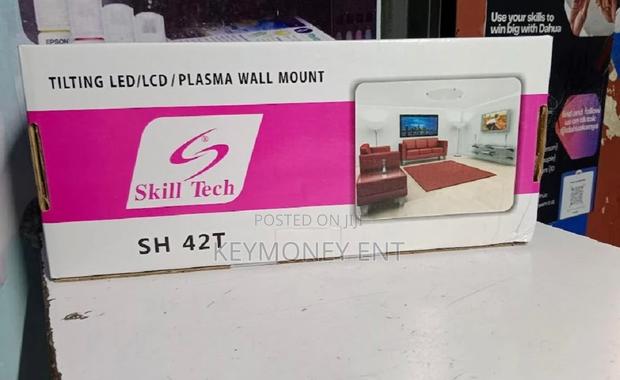 EPSON
Use your skills to
win big with Dahua
TILTING LED/LCD/PLASMA WALL MOUNT
S
®
Skill Tech
SH 42T
POSTED ON JIJI
KEYMONEY ENT